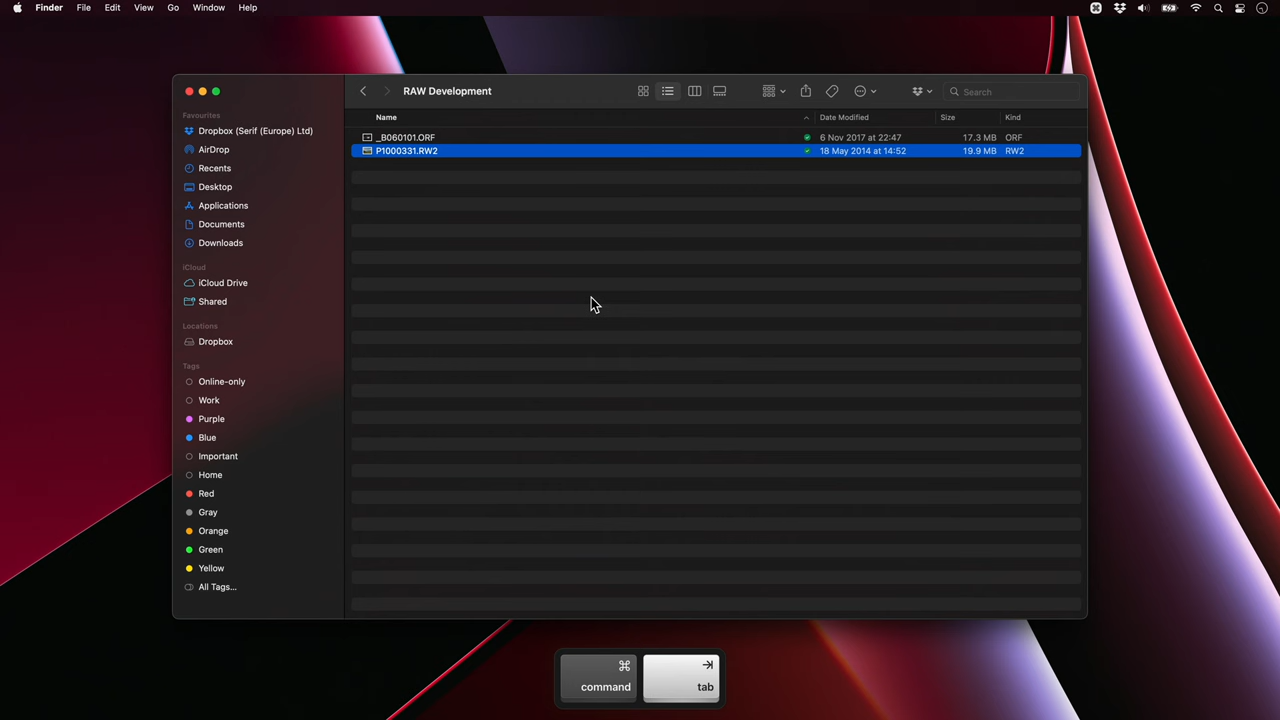 Finder File Edit View Go Window Help
RAW Development
Search
Favourites
Dropbox (Serif (Europe) Ltd)
AirDrop
Recents
Desktop
Applications
Documents
Downloads
iCloud
iCloud Drive
Shared
Locations
Dropbox
Tags
Online-only
Work
Purple
Blue
Important
Home
Red
Gray
Orange
Green
Yellow
All Tags...
Name Date Modified Size Kind
_B060101.ORF 6 Nov 2017 at 22:47 17.3 MB ORF
P1000331.RW2 18 May 2014 at 14:52 19.9 MB RW2
⌘ ⇥
command tab